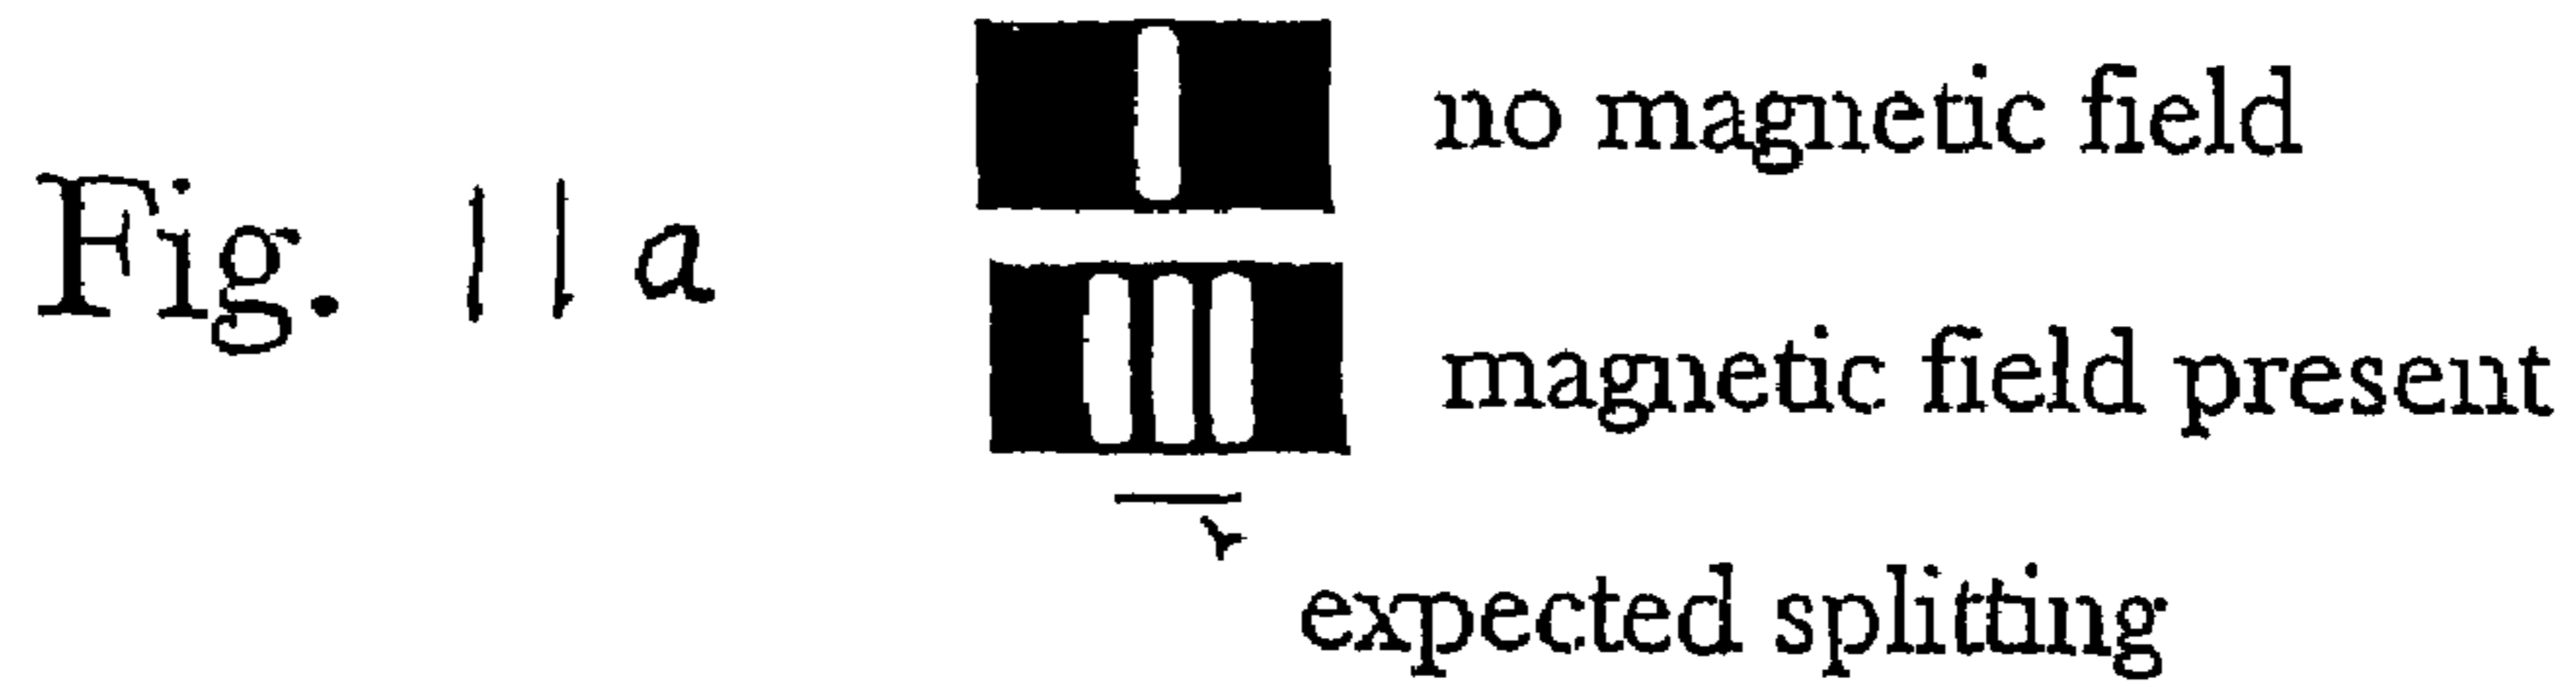 no magnetic field
Fig. 11a
magnetic field present
expected splitting